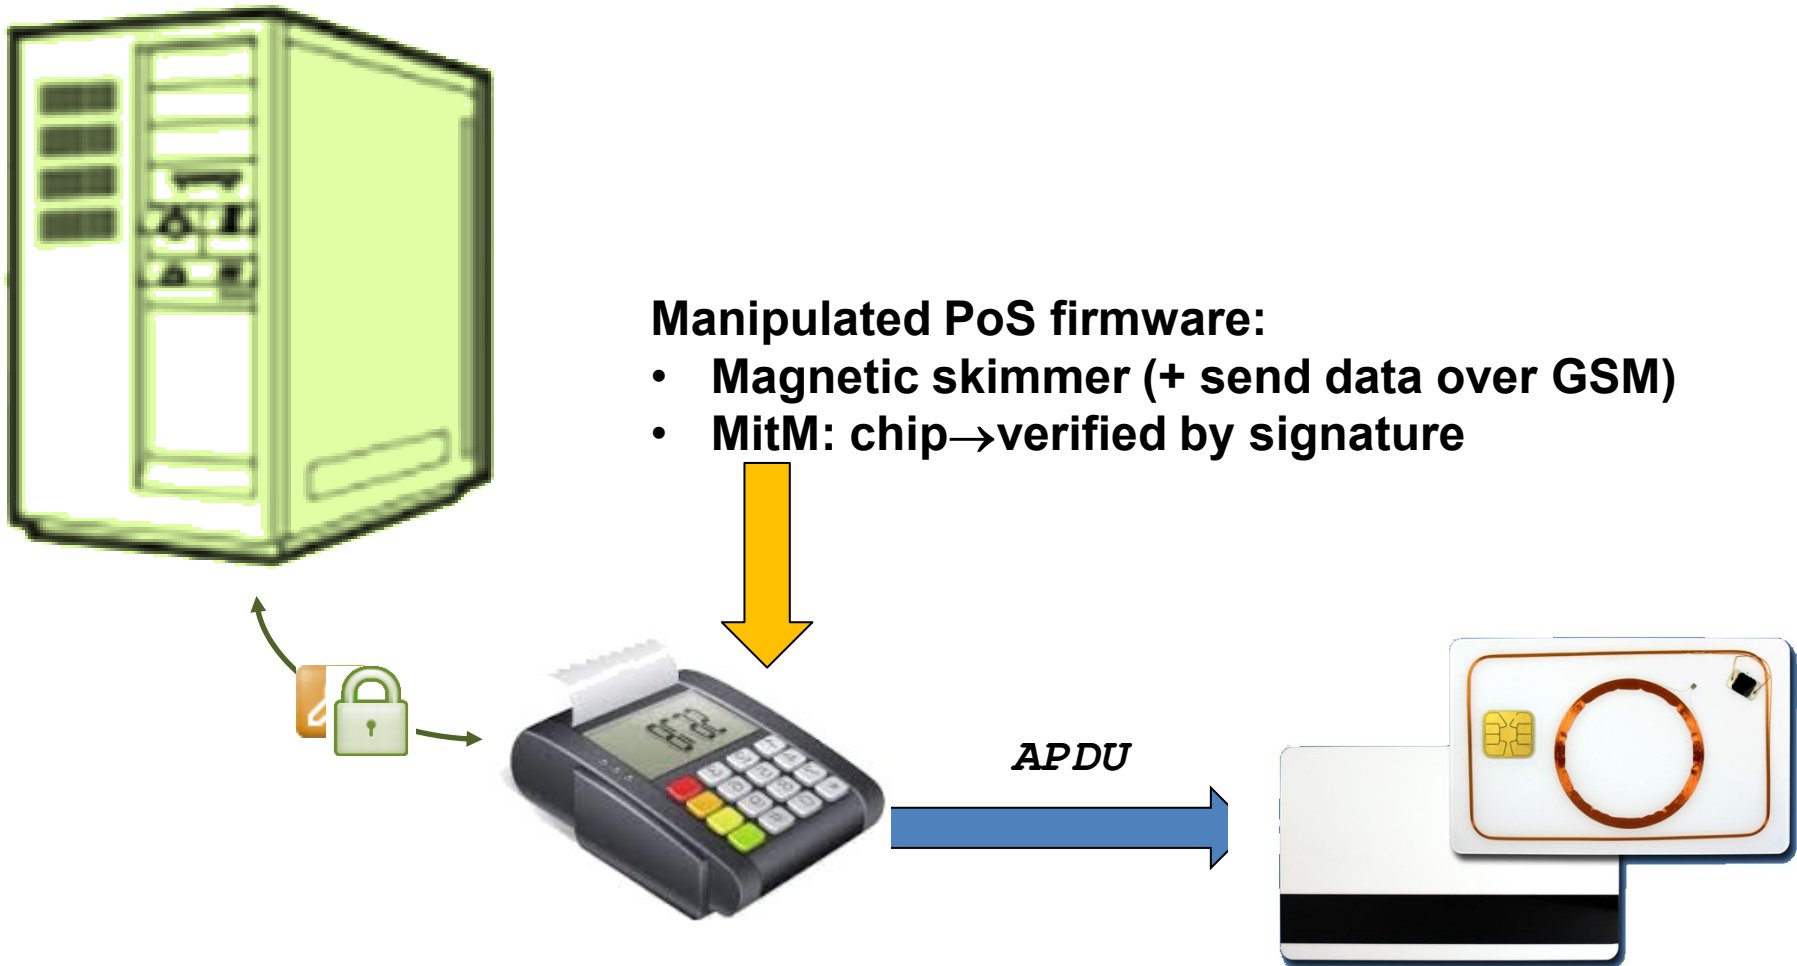 Manipulated PoS firmware:
• Magnetic skimmer (+ send data over GSM)
• MitM: chip→verified by signature
APDU